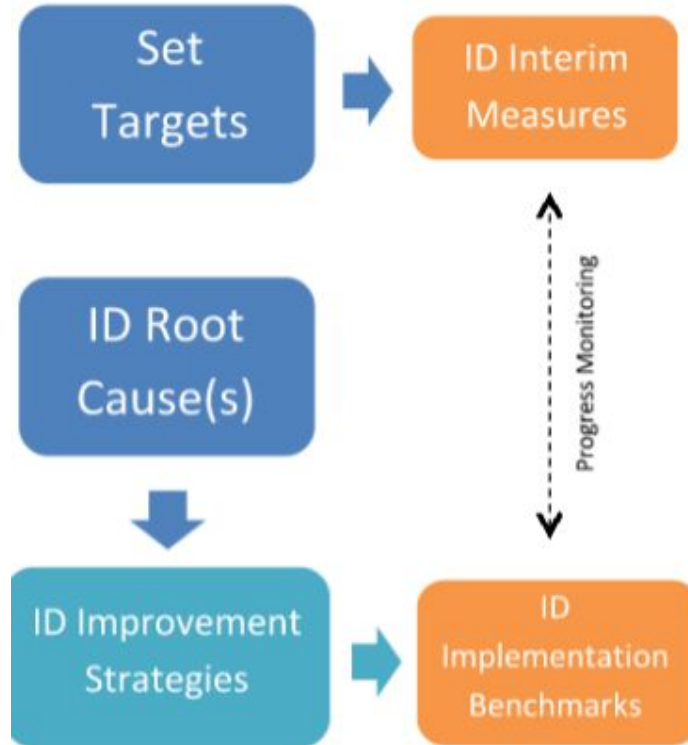 Set
Targets
ID Interim
Measures
Progress Monitoring
ID Root
Cause(s)
ID Improvement
Strategies
ID
Implementation
Benchmarks